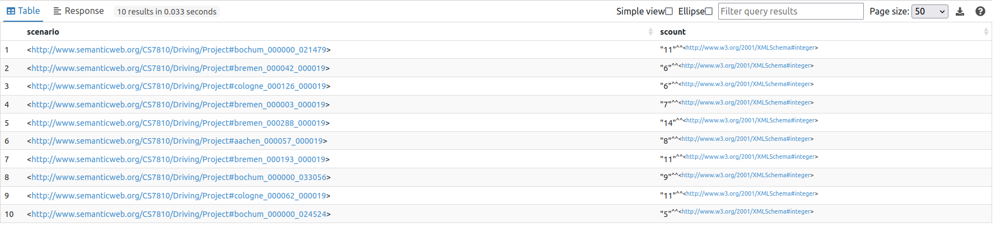 Table Response 10 results in 0.033 seconds Simple view Ellipse Filter query results Page size: 50
scenario scount
1 <http://www.semanticweb.org/CS7810/Driving/Project#bochum_000000_021479> "11"^^<http://www.w3.org/2001/XMLSchema#integer>
2 <http://www.semanticweb.org/CS7810/Driving/Project#bremen_000042_000019> "6"^^<http://www.w3.org/2001/XMLSchema#integer>
3 <http://www.semanticweb.org/CS7810/Driving/Project#cologne_000126_000019> "6"^^<http://www.w3.org/2001/XMLSchema#integer>
4 <http://www.semanticweb.org/CS7810/Driving/Project#bremen_000003_000019> "7"^^<http://www.w3.org/2001/XMLSchema#integer>
5 <http://www.semanticweb.org/CS7810/Driving/Project#bremen_000288_000019> "14"^^<http://www.w3.org/2001/XMLSchema#integer>
6 <http://www.semanticweb.org/CS7810/Driving/Project#aachen_000057_000019> "8"^^<http://www.w3.org/2001/XMLSchema#integer>
7 <http://www.semanticweb.org/CS7810/Driving/Project#bremen_000193_000019> "11"^^<http://www.w3.org/2001/XMLSchema#integer>
8 <http://www.semanticweb.org/CS7810/Driving/Project#bochum_000000_033056> "9"^^<http://www.w3.org/2001/XMLSchema#integer>
9 <http://www.semanticweb.org/CS7810/Driving/Project#cologne_000062_000019> "11"^^<http://www.w3.org/2001/XMLSchema#integer>
10 <http://www.semanticweb.org/CS7810/Driving/Project#bochum_000000_024524> "5"^^<http://www.w3.org/2001/XMLSchema#integer>